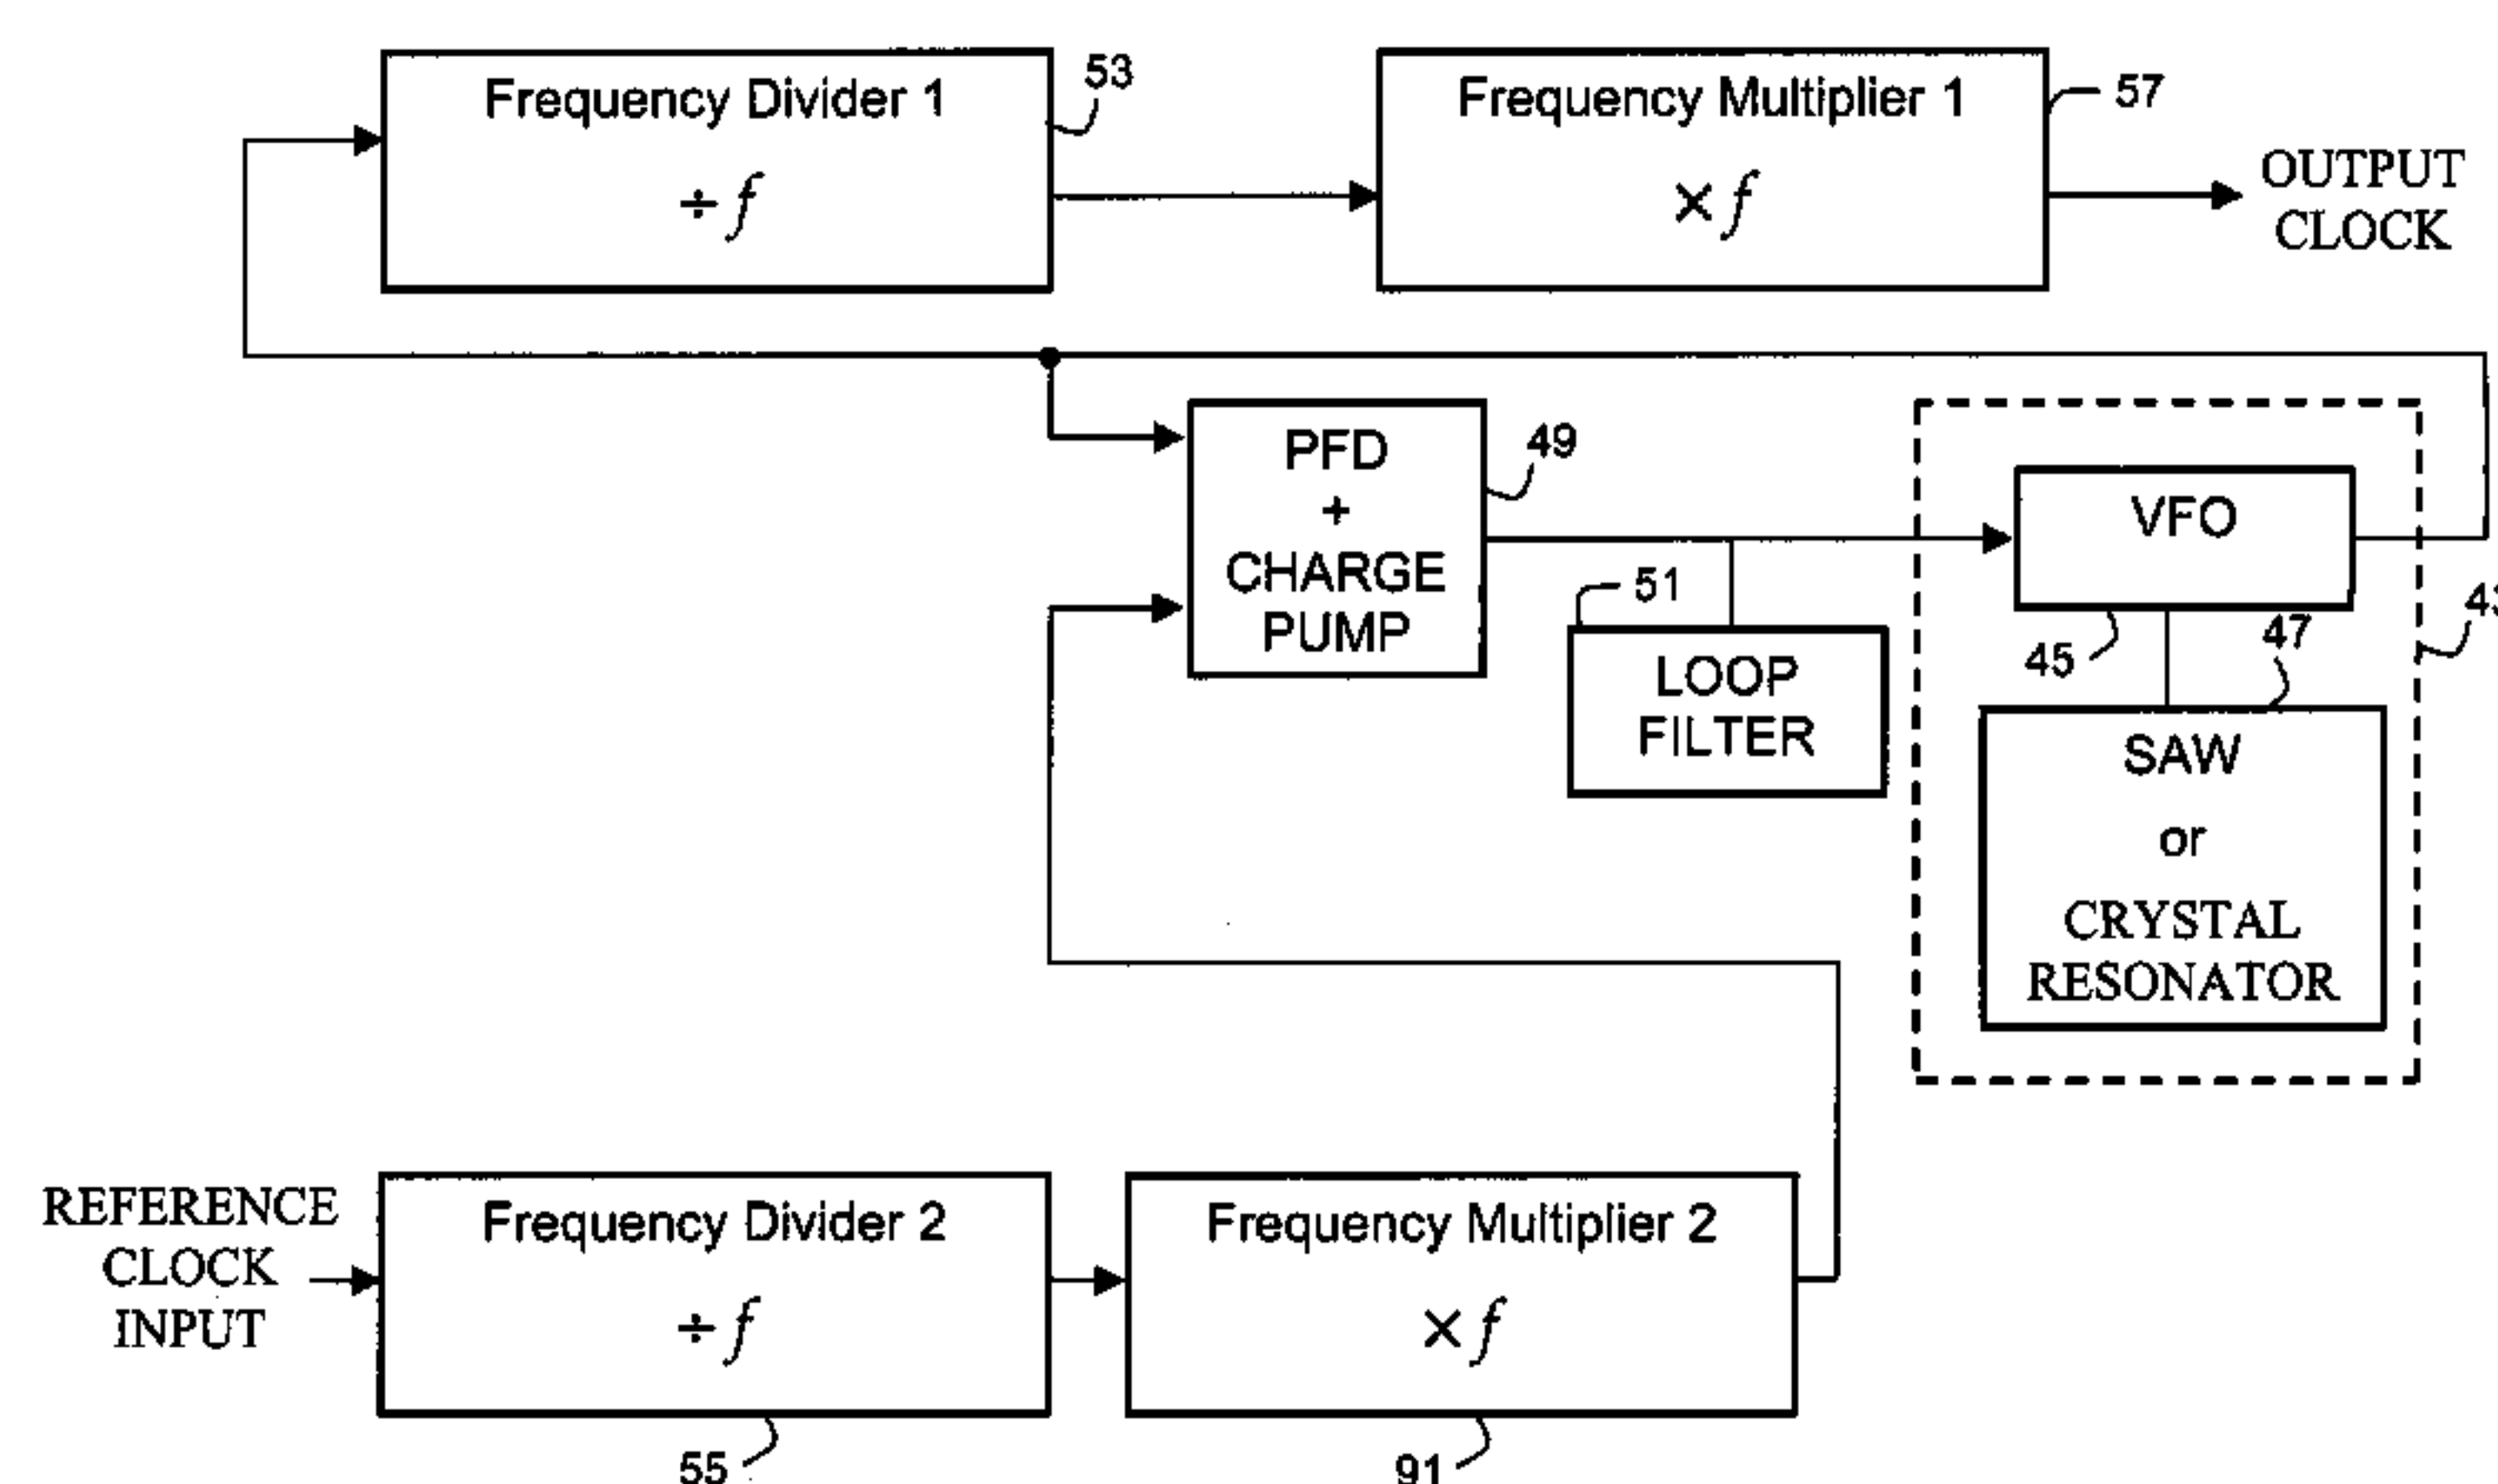 Frequency Divider 1
÷ f
53
Frequency Multiplier 1
× f
57
OUTPUT
CLOCK
PFD
+
CHARGE
PUMP
49
51
LOOP
FILTER
VFO
45
47
43
SAW
or
CRYSTAL
RESONATOR
REFERENCE
CLOCK
INPUT
Frequency Divider 2
÷ f
55
Frequency Multiplier 2
× f
91